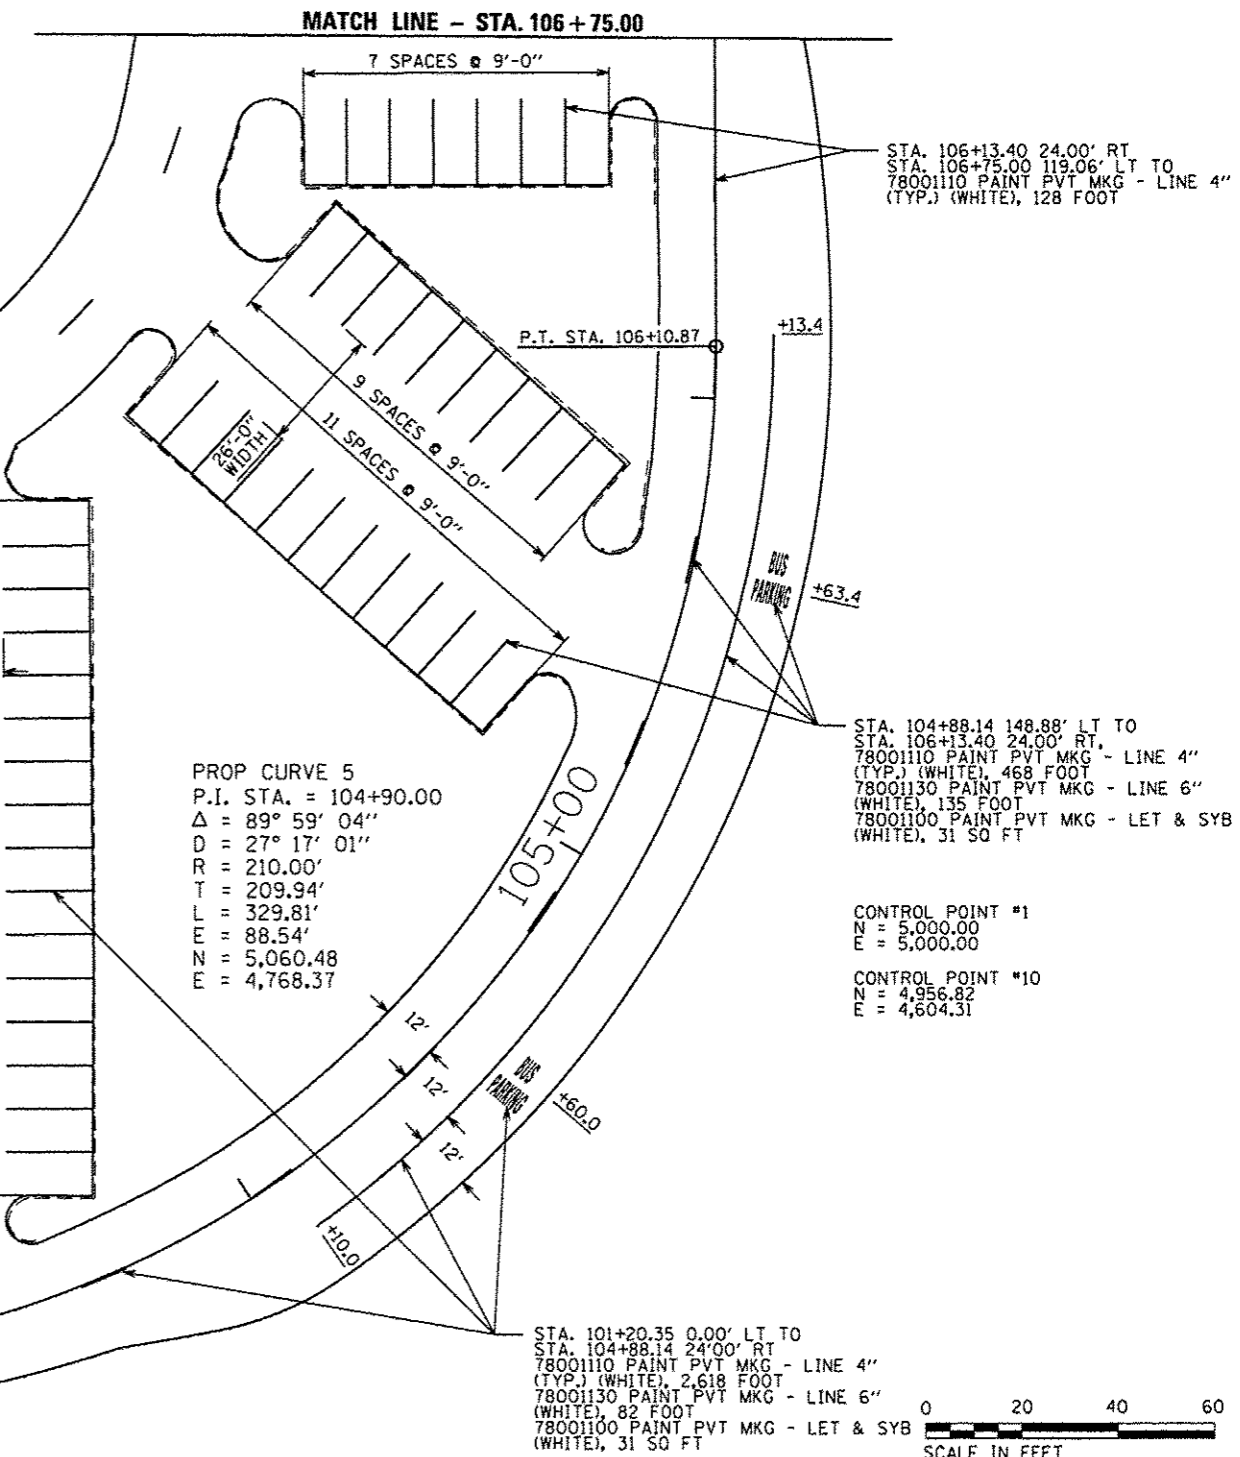 MATCH LINE - STA. 106+75.00
7 SPACES @ 9'-0"
STA. 106+13.40 24.00' RT
STA. 106+75.00 119.06' LT TO
78001110 PAINT PVT MKG - LINE 4"
(TYP.) (WHITE), 128 FOOT
+13.4
P.T. STA. 106+10.87
9 SPACES @ 9'-0"
11 SPACES @ 9'-0"
26'-0"
WIDTH
BUS
PARKING
+63.4
STA. 104+88.14 148.88' LT TO
STA. 106+13.40 24.00' RT,
78001110 PAINT PVT MKG - LINE 4"
(TYP.) (WHITE), 468 FOOT
78001130 PAINT PVT MKG - LINE 6"
(WHITE), 135 FOOT
78001100 PAINT PVT MKG - LET & SYB
(WHITE), 31 SQ FT
PROP CURVE 5
P.I. STA. = 104+90.00
Δ = 89° 59' 04"
D = 27° 17' 01"
R = 210.00'
T = 209.94'
L = 329.81'
E = 88.54'
N = 5,060.48
E = 4,768.37
105+00
CONTROL POINT #1
N = 5,000.00
E = 5,000.00
CONTROL POINT #10
N = 4,956.82
E = 4,604.31
12'
12'
12'
BUS
PARKING
+60.0
+10.0
STA. 101+20.35 0.00' LT TO
STA. 104+88.14 24'00' RT
78001110 PAINT PVT MKG - LINE 4"
(TYP.) (WHITE), 2,618 FOOT
78001130 PAINT PVT MKG - LINE 6"
(WHITE), 82 FOOT
78001100 PAINT PVT MKG - LET & SYB
(WHITE), 31 SQ FT
0 20 40 60
SCALE IN FEET